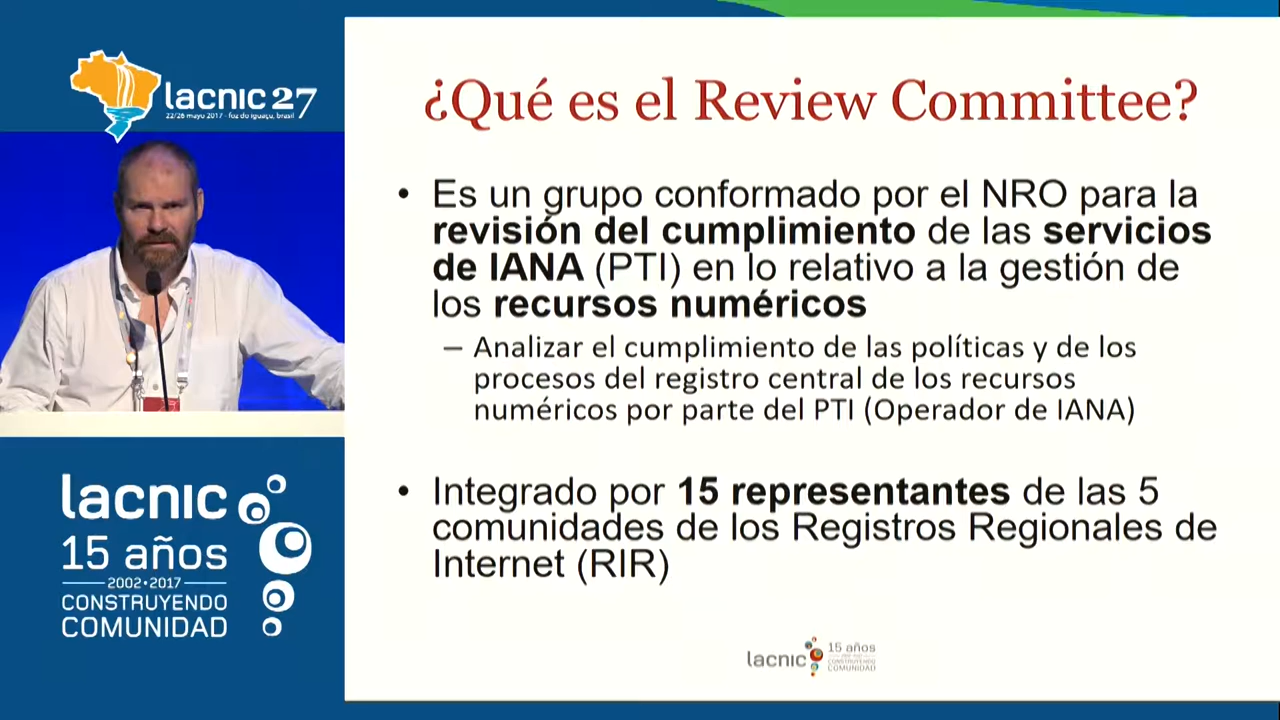 lacnic 27
22/26 mayo 2017 - foz do iguaçu, brasil
¿Qué es el Review Committee?
• Es un grupo conformado por el NRO para la
revisión del cumplimiento de las servicios
de IANA (PTI) en lo relativo a la gestión de
los recursos numéricos
– Analizar el cumplimiento de las políticas y de los
procesos del registro central de los recursos
numéricos por parte del PTI (Operador de IANA)
• Integrado por 15 representantes de las 5
comunidades de los Registros Regionales de
Internet (RIR)
lacnic
15 años
2002•2017
CONSTRUYENDO
COMUNIDAD
lacnic
15 años
CONSTRUYENDO
COMUNIDAD